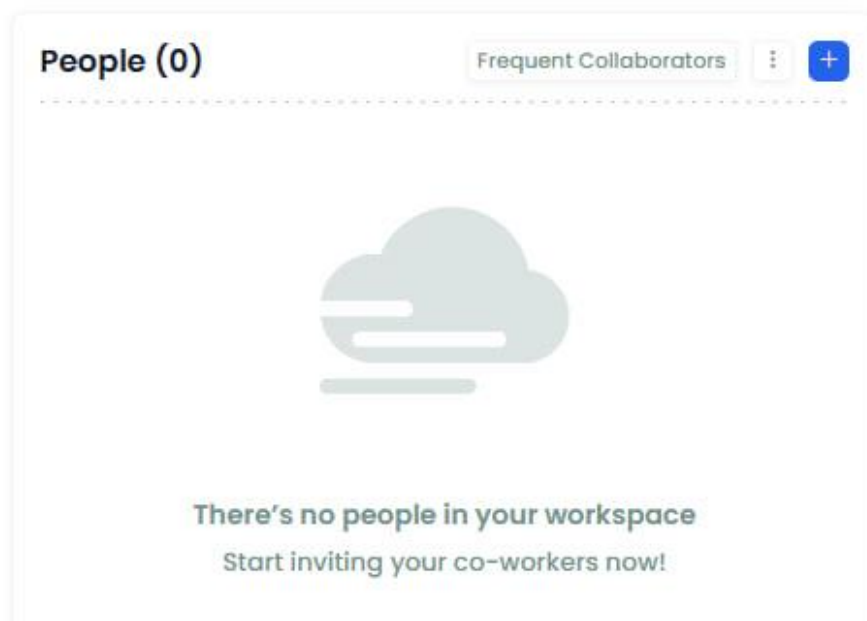 People (0)
Frequent Collaborators
There's no people in your workspace
Start inviting your co-workers now!